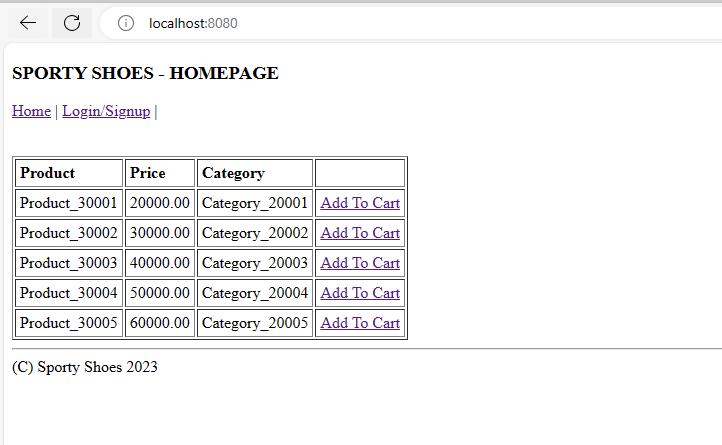 localhost:8080
SPORTY SHOES - HOMEPAGE
Home | Login/Signup |
Product Price Category
Product_30001 20000.00 Category_20001 Add To Cart
Product_30002 30000.00 Category_20002 Add To Cart
Product_30003 40000.00 Category_20003 Add To Cart
Product_30004 50000.00 Category_20004 Add To Cart
Product_30005 60000.00 Category_20005 Add To Cart
(C) Sporty Shoes 2023